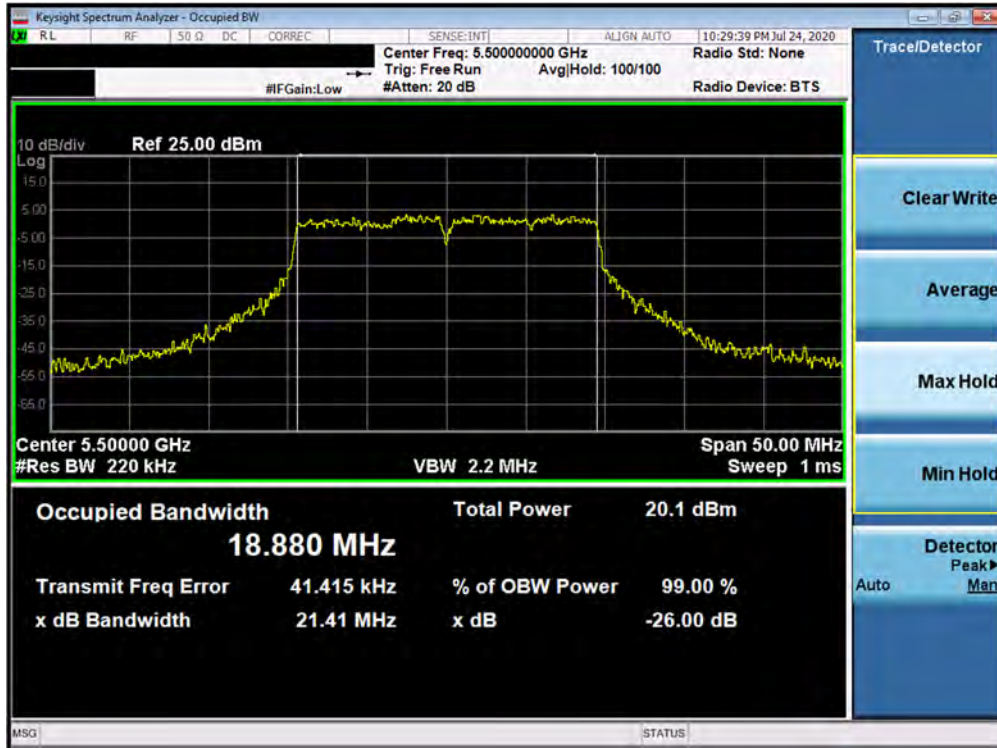 Keysight Spectrum Analyzer - Occupied BW
LXI RL RF 50 Ω DC CORREC SENSE:INT ALIGN AUTO 10:29:39 PM Jul 24, 2020
Center Freq: 5.500000000 GHz Radio Std: None
Trig: Free Run Avg|Hold: 100/100
#IFGain:Low #Atten: 20 dB Radio Device: BTS
10 dB/div Ref 25.00 dBm
Log
15.0
5.00
-5.00
-15.0
-25.0
-35.0
-45.0
-55.0
-65.0
Center 5.50000 GHz Span 50.00 MHz
#Res BW 220 kHz VBW 2.2 MHz Sweep 1 ms
Occupied Bandwidth Total Power 20.1 dBm
18.880 MHz
Transmit Freq Error 41.415 kHz % of OBW Power 99.00 %
x dB Bandwidth 21.41 MHz x dB -26.00 dB
MSG STATUS
Trace/Detector
Clear Write
Average
Max Hold
Min Hold
Detector
Peak▶
Auto Man